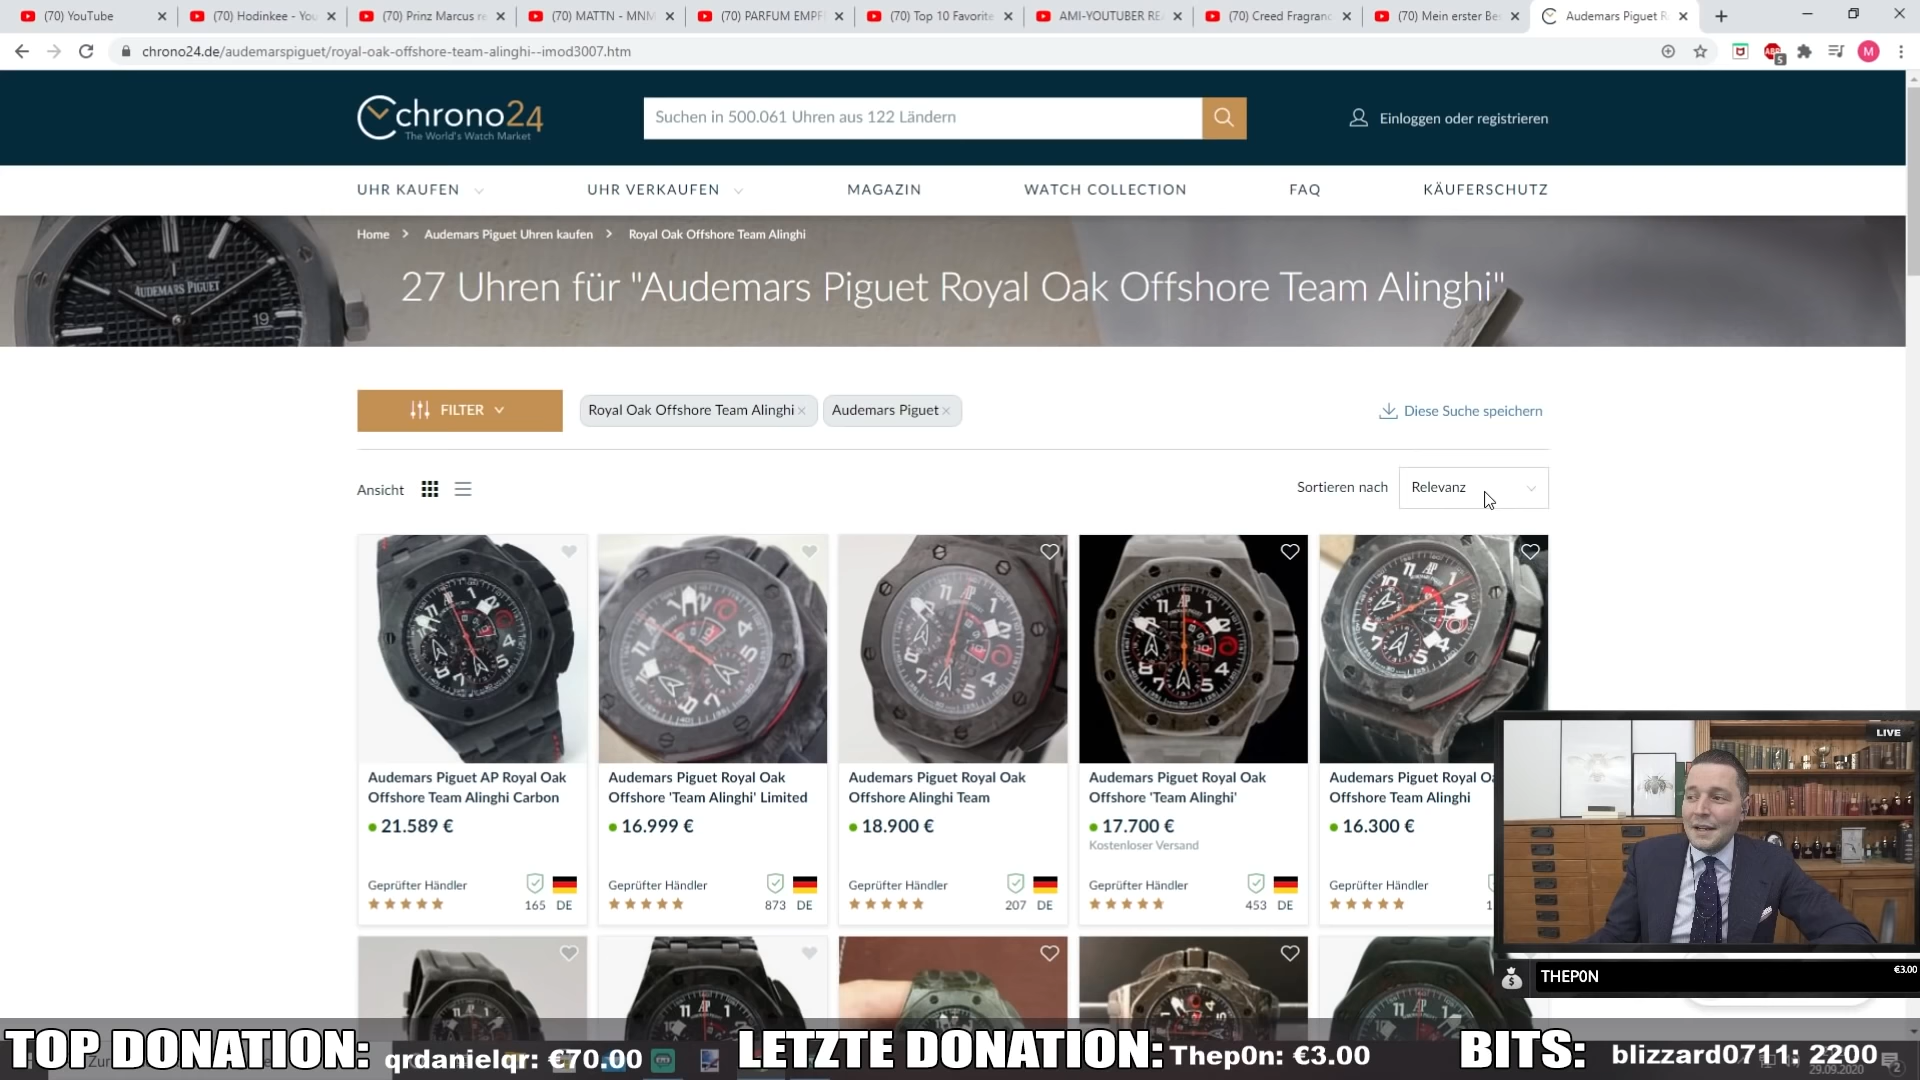 (70) YouTube
(70) Hodinkee - You
(70) Prinz Marcus re
(70) MATTN - MNM
(70) PARFUM EMPF
(70) Top 10 Favorite
AMI-YOUTUBER REA
(70) Creed Fragranc
(70) Mein erster Be
Audemars Piguet R
chrono24.de/audemarspiguet/royal-oak-offshore-team-alinghi--imod3007.htm
ABP
5
M
chrono24
The World's Watch Market
Suchen in 500.061 Uhren aus 122 Ländern
Einloggen oder registrieren
UHR KAUFEN
UHR VERKAUFEN
MAGAZIN
WATCH COLLECTION
FAQ
KÄUFERSCHUTZ
Home > Audemars Piguet Uhren kaufen > Royal Oak Offshore Team Alinghi
27 Uhren für "Audemars Piguet Royal Oak Offshore Team Alinghi"
AUDEMARS PIGUET
19
FILTER
Royal Oak Offshore Team Alinghi ×
Audemars Piguet ×
Diese Suche speichern
Ansicht
Sortieren nach
Relevanz
Audemars Piguet AP Royal Oak
Offshore Team Alinghi Carbon
21.589 €
Geprüfter Händler
165 DE
Audemars Piguet Royal Oak
Offshore 'Team Alinghi' Limited
16.999 €
Geprüfter Händler
873 DE
Audemars Piguet Royal Oak
Offshore Alinghi Team
18.900 €
Geprüfter Händler
207 DE
Audemars Piguet Royal Oak
Offshore 'Team Alinghi'
17.700 €
Kostenloser Versand
Geprüfter Händler
453 DE
Audemars Piguet Royal Oa
Offshore Team Alinghi
16.300 €
Geprüfter Händler
1
LIVE
THEP0N
€3.00
TOP DONATION: qrdanielqr: €70.00
LETZTE DONATION: Thep0n: €3.00
BITS: blizzard0711: 2200
29.09.2020